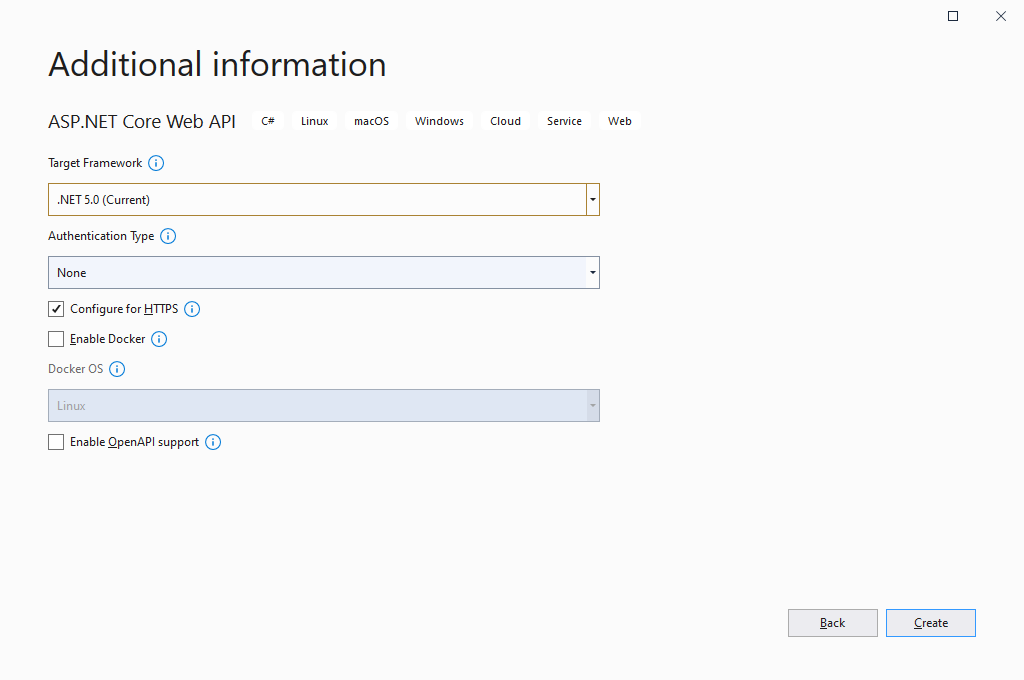 Additional information
ASP.NET Core Web API C# Linux macOS Windows Cloud Service Web
Target Framework
.NET 5.0 (Current)
Authentication Type
None
Configure for HTTPS
Enable Docker
Docker OS
Linux
Enable OpenAPI support
Back Create